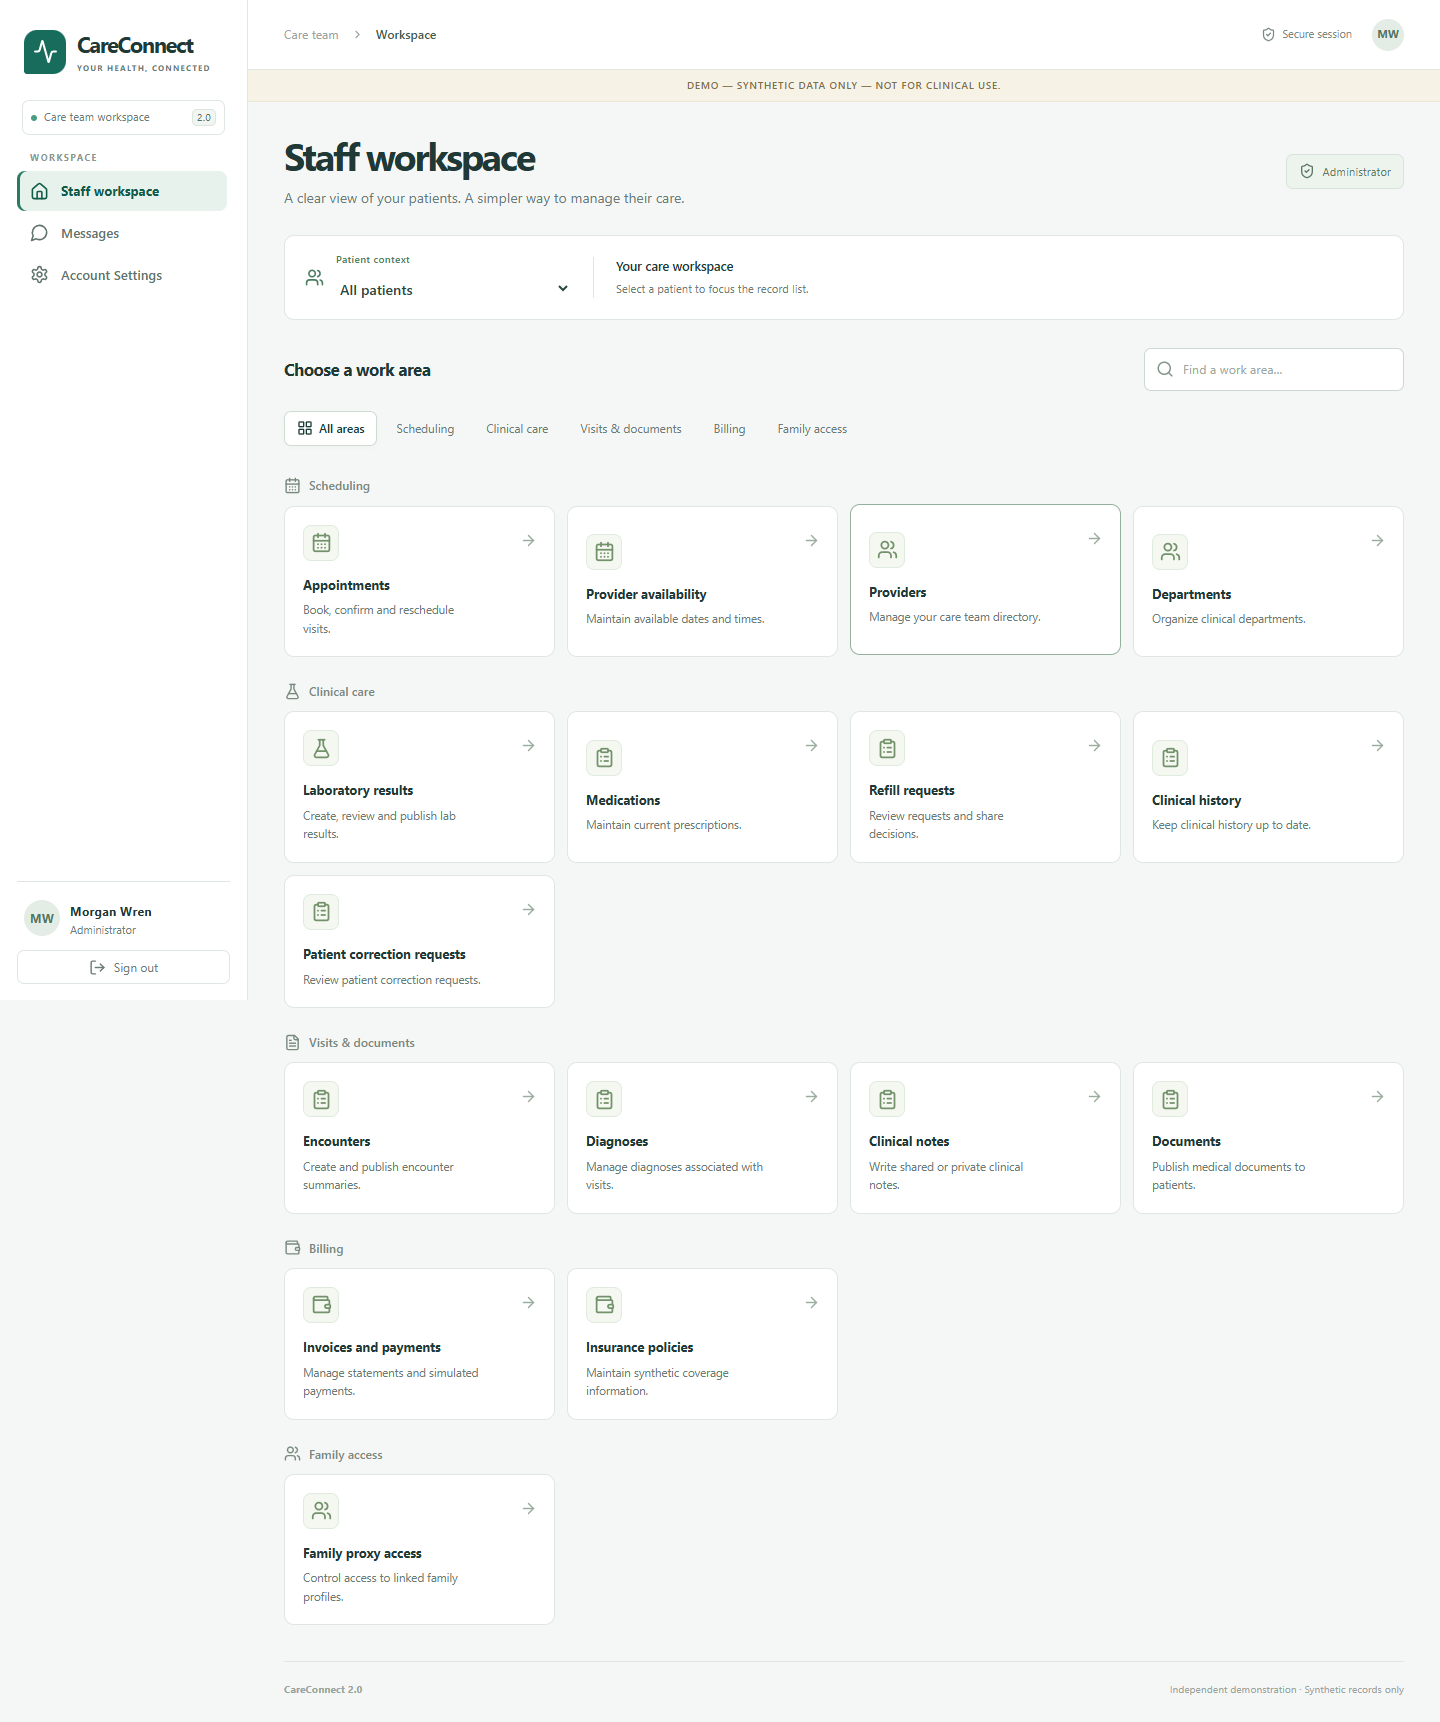 CareConnect
YOUR HEALTH, CONNECTED
Care team workspace
2.0
WORKSPACE
Staff workspace
Messages
Account Settings
MW
Morgan Wren
Administrator
Sign out
Care team
Workspace
Secure session
MW
DEMO — SYNTHETIC DATA ONLY — NOT FOR CLINICAL USE.
Staff workspace
A clear view of your patients. A simpler way to manage their care.
Administrator
Patient context
All patients
Your care workspace
Select a patient to focus the record list.
Choose a work area
Find a work area...
All areas
Scheduling
Clinical care
Visits & documents
Billing
Family access
Scheduling
Appointments
Book, confirm and reschedule
visits.
Provider availability
Maintain available dates and times.
Providers
Manage your care team directory.
Departments
Organize clinical departments.
Clinical care
Laboratory results
Create, review and publish lab
results.
Medications
Maintain current prescriptions.
Refill requests
Review requests and share
decisions.
Clinical history
Keep clinical history up to date.
Patient correction requests
Review patient correction requests.
Visits & documents
Encounters
Create and publish encounter
summaries.
Diagnoses
Manage diagnoses associated with
visits.
Clinical notes
Write shared or private clinical
notes.
Documents
Publish medical documents to
patients.
Billing
Invoices and payments
Manage statements and simulated
payments.
Insurance policies
Maintain synthetic coverage
information.
Family access
Family proxy access
Control access to linked family
profiles.
CareConnect 2.0
Independent demonstration · Synthetic records only